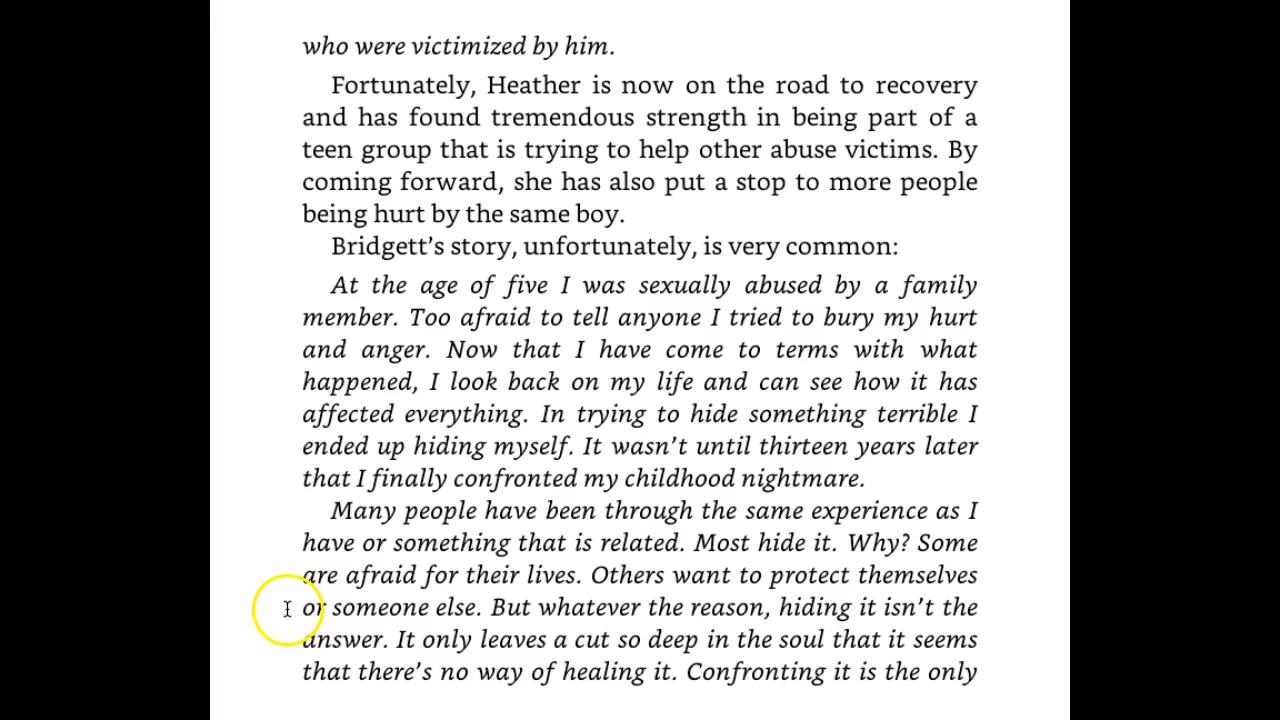 who were victimized by him.
Fortunately, Heather is now on the road to recovery
and has found tremendous strength in being part of a
teen group that is trying to help other abuse victims. By
coming forward, she has also put a stop to more people
being hurt by the same boy.
Bridgett’s story, unfortunately, is very common:
At the age of five I was sexually abused by a family
member. Too afraid to tell anyone I tried to bury my hurt
and anger. Now that I have come to terms with what
happened, I look back on my life and can see how it has
affected everything. In trying to hide something terrible I
ended up hiding myself. It wasn’t until thirteen years later
that I finally confronted my childhood nightmare.
Many people have been through the same experience as I
have or something that is related. Most hide it. Why? Some
are afraid for their lives. Others want to protect themselves
or someone else. But whatever the reason, hiding it isn’t the
answer. It only leaves a cut so deep in the soul that it seems
that there’s no way of healing it. Confronting it is the only